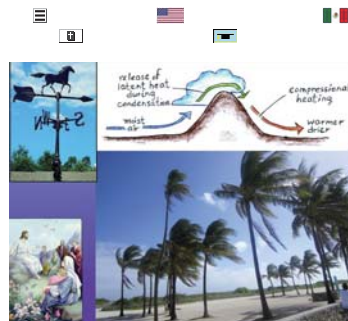 release of
latent heat
during
condensation
compressional
heating
moist
air
warmer
drier